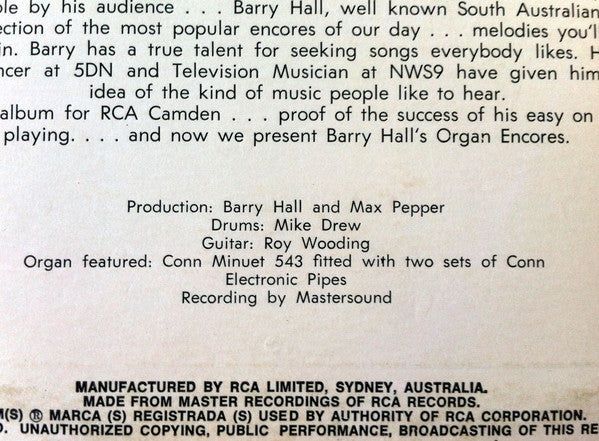 by his audience . . . Barry Hall, well known South Australian
of the most popular encores of our day . . . melodies you'll
Barry has a true talent for seeking songs everybody likes.
at 5DN and Television Musician at NWS9 have given him
idea of the kind of music people like to hear.
album for RCA Camden . . . proof of the success of his easy on
playing. . . . and now we present Barry Hall's Organ Encores.
Production: Barry Hall and Max Pepper
Drums: Mike Drew
Guitar: Roy Wooding
Organ featured: Conn Minuet 543 fitted with two sets of Conn
Electronic Pipes
Recording by Mastersound
MANUFACTURED BY RCA LIMITED, SYDNEY, AUSTRALIA.
MADE FROM MASTER RECORDINGS OF RCA RECORDS.
(S) ® MARCA (S) REGISTRADA (S) USED BY AUTHORITY OF RCA CORPORATION.
UNAUTHORIZED COPYING, PUBLIC PERFORMANCE, BROADCASTING OF THIS